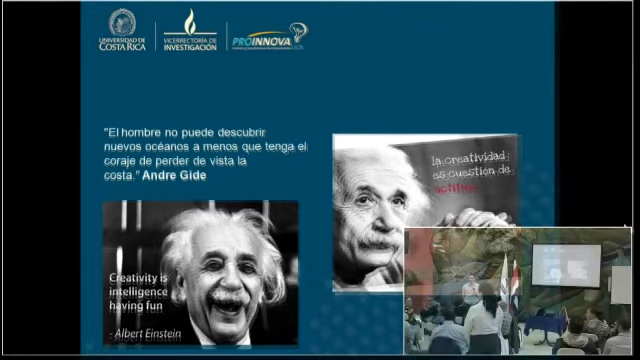 UNIVERSIDAD DE
COSTA RICA
VICERRECTORÍA DE
INVESTIGACIÓN
PROINNOVA
"El hombre no puede descubrir
nuevos océanos a menos que tenga el
coraje de perder de vista la
costa." Andre Gide
la creatividad
es cuestión de
actitud
Creativity is
intelligence
having fun
- Albert Einstein